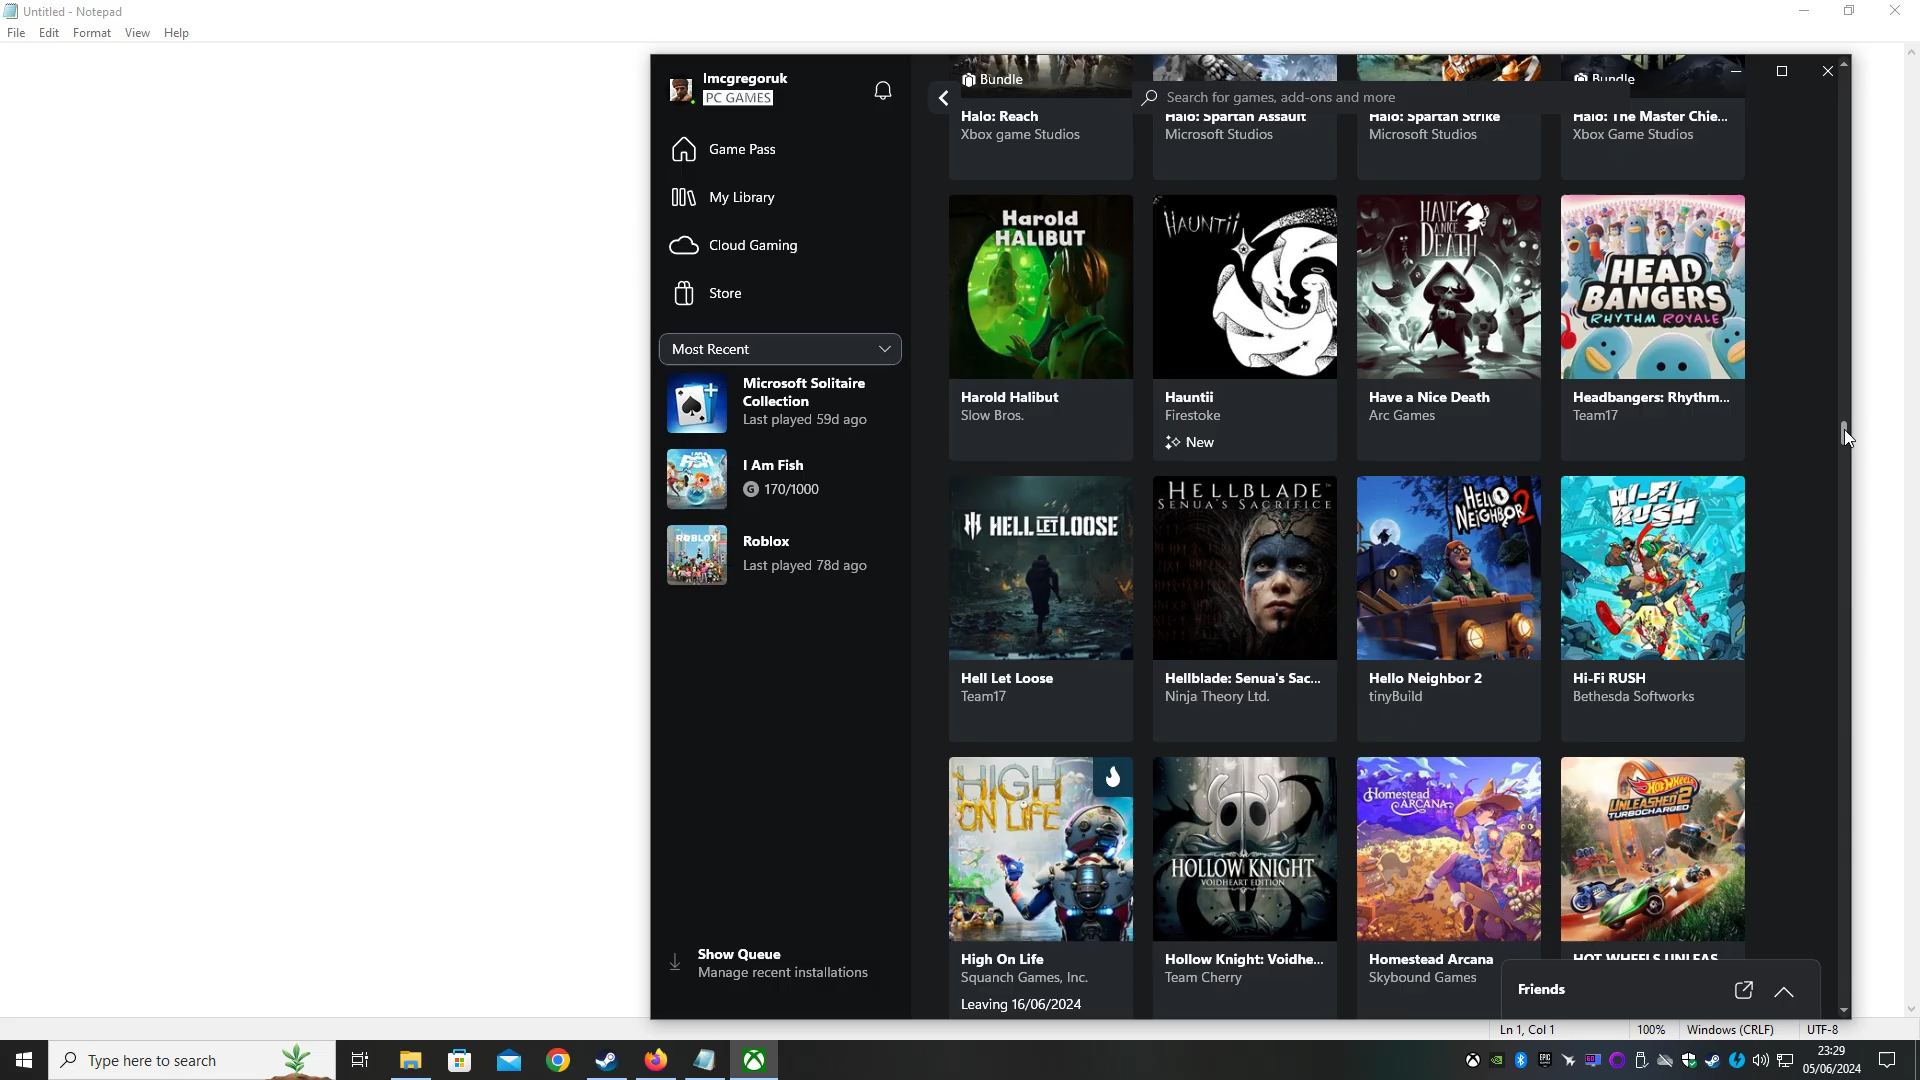 Untitled - Notepad
File Edit Format View Help
lmcgregoruk
PC GAMES
Game Pass
My Library
Cloud Gaming
Store
Most Recent
Microsoft Solitaire
Collection
Last played 59d ago
I Am Fish
G 170/1000
Roblox
Last played 78d ago
Show Queue
Manage recent installations
Search for games, add-ons and more
Bundle
Bundle
Halo: Reach
Xbox game Studios
Halo: Spartan Assault
Microsoft Studios
Halo: Spartan Strike
Microsoft Studios
Halo: The Master Chie...
Xbox Game Studios
Harold
HALIBUT
Harold Halibut
Slow Bros.
HAUNTII
Hauntii
Firestoke
New
HAVE
A NICE
DEATH
Have a Nice Death
Arc Games
HEAD
BANGERS
RHYTHM ROYALE
Headbangers: Rhythm...
Team17
HELL LET LOOSE
Hell Let Loose
Team17
HELLBLADE
SENUA'S SACRIFICE
Hellblade: Senua's Sac...
Ninja Theory Ltd.
HELLO
NEIGHBOR 2
Hello Neighbor 2
tinyBuild
HI-FI
RUSH
Hi-Fi RUSH
Bethesda Softworks
HIGH
ON LIFE
High On Life
Squanch Games, Inc.
Leaving 16/06/2024
HOLLOW KNIGHT
VOIDHEART EDITION
Hollow Knight: Voidhe...
Team Cherry
Homestead
ARCANA
Homestead Arcana
Skybound Games
HOT WHEELS
UNLEASHED 2
TURBOCHARGED
HOT WHEELS UNLEAS...
Friends
Ln 1, Col 1 100% Windows (CRLF) UTF-8
Type here to search
23:29
05/06/2024